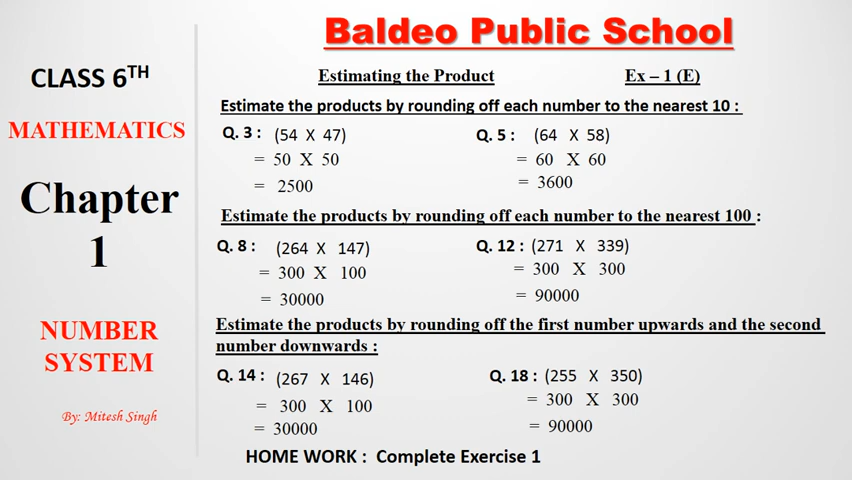 Baldeo Public School
CLASS 6TH
MATHEMATICS
Chapter
1
NUMBER
SYSTEM
By: Mitesh Singh
Estimating the Product Ex – 1 (E)
Estimate the products by rounding off each number to the nearest 10 :
Q. 3 : (54 X 47) Q. 5 : (64 X 58)
= 50 X 50 = 60 X 60
= 2500 = 3600
Estimate the products by rounding off each number to the nearest 100 :
Q. 8 : (264 X 147) Q. 12 : (271 X 339)
= 300 X 100 = 300 X 300
= 30000 = 90000
Estimate the products by rounding off the first number upwards and the second
number downwards :
Q. 14 : (267 X 146) Q. 18 : (255 X 350)
= 300 X 100 = 300 X 300
= 30000 = 90000
HOME WORK : Complete Exercise 1